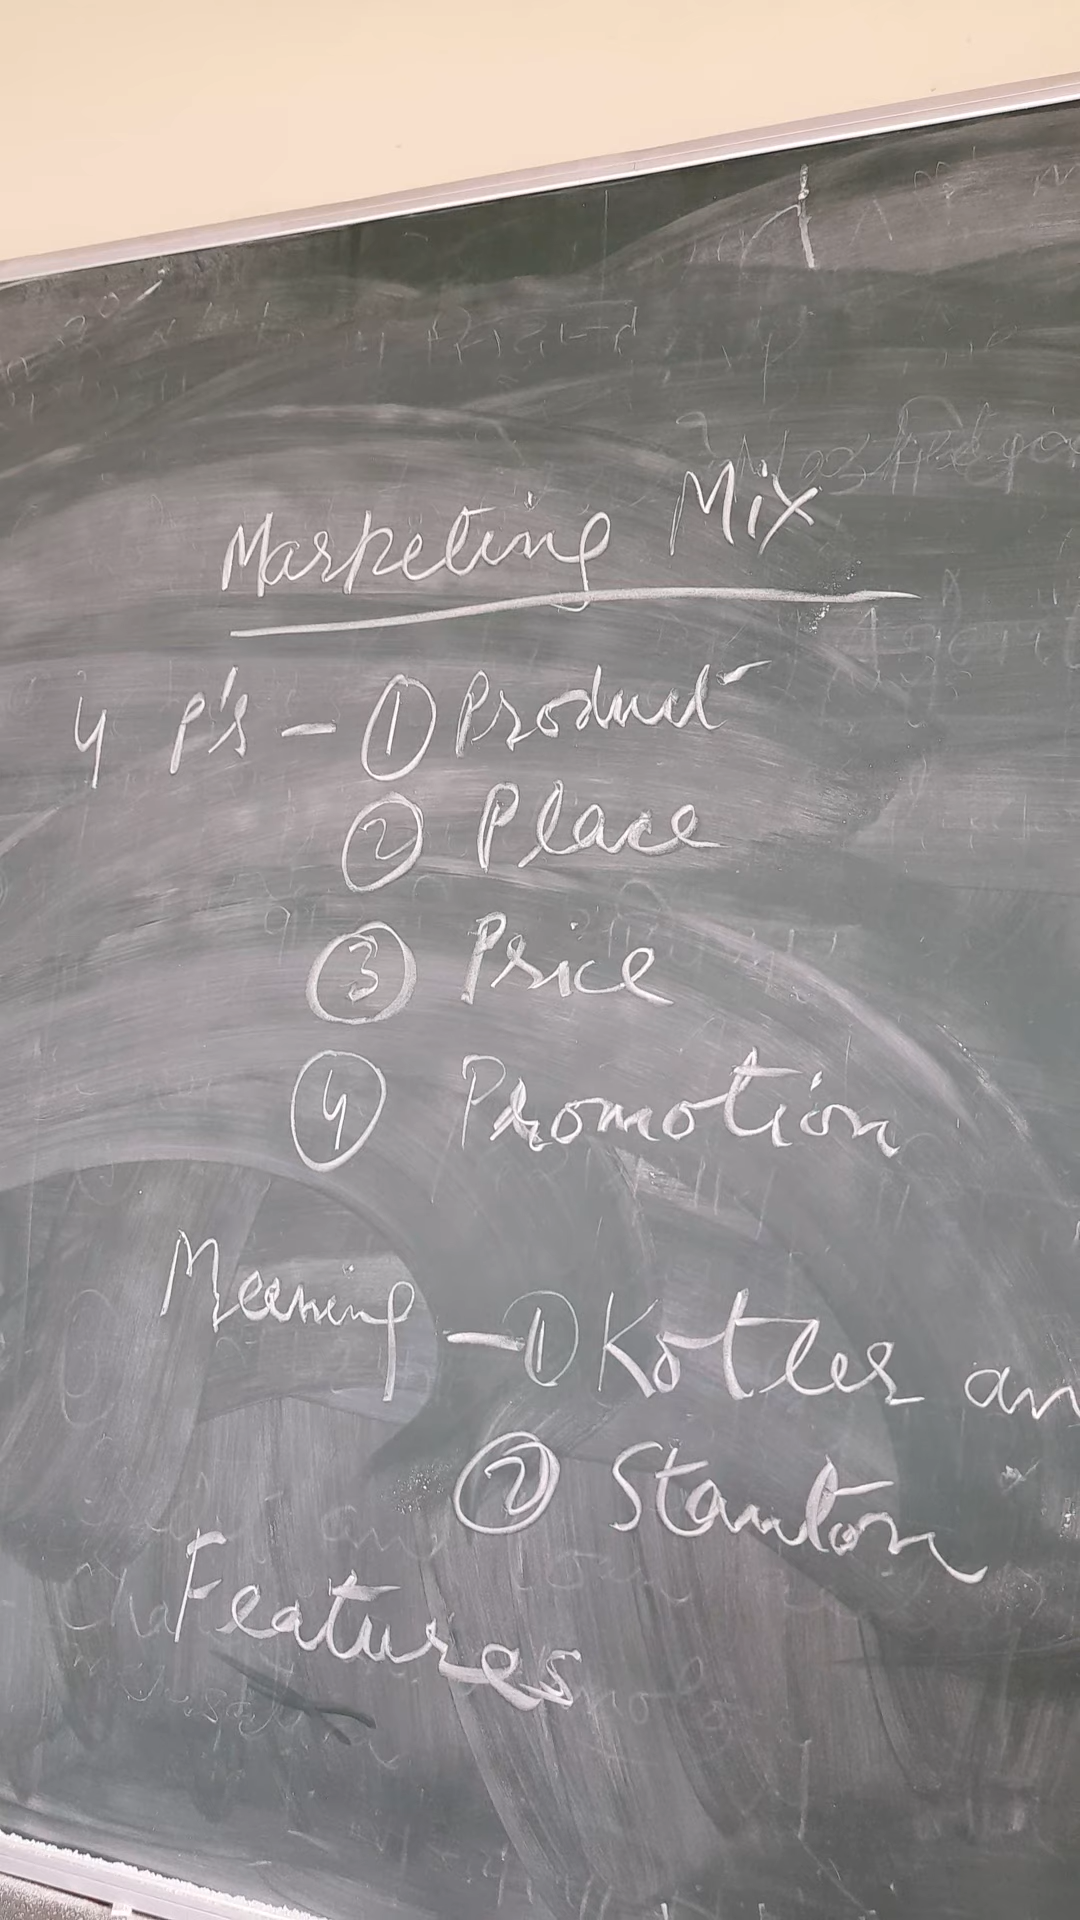 Marketing Mix
4 P's - ① Product
② Place
③ Price
④ Promotion
Meaning - ① Kotler an
② Stanton
Features